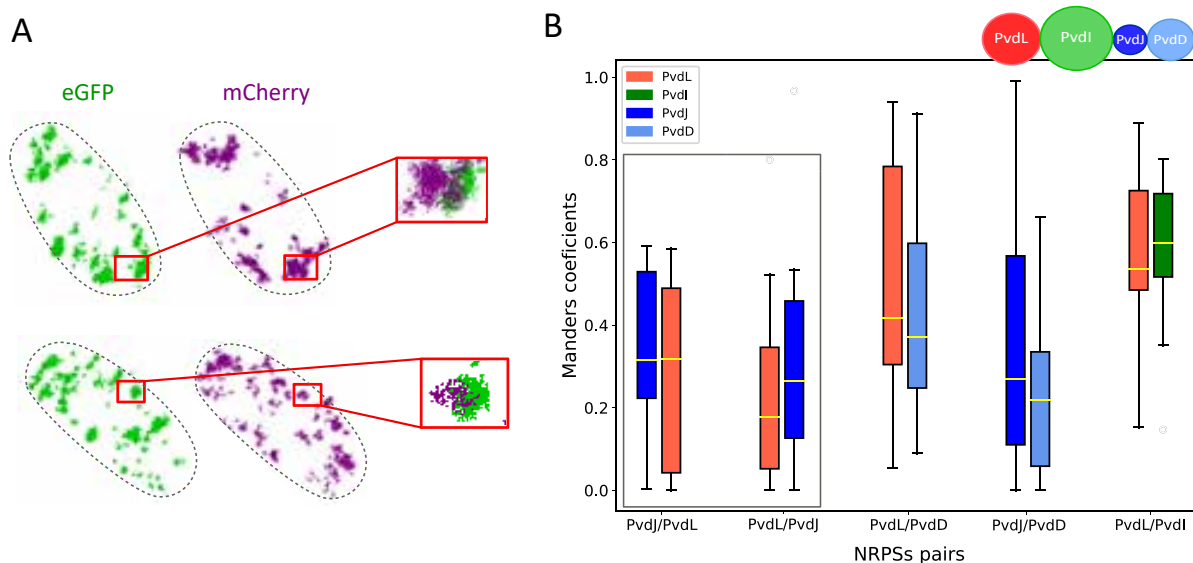 A
eGFP
mCherry
B
PvdL
PvdI
PvdJ
PvdD
PvdL
PvdI
PvdJ
PvdD
Manders coeficients
1.0
0.8
0.6
0.4
0.2
0.0
PvdJ/PvdL
PvdL/PvdJ
PvdL/PvdD
PvdJ/PvdD
PvdL/PvdI
NRPSs pairs